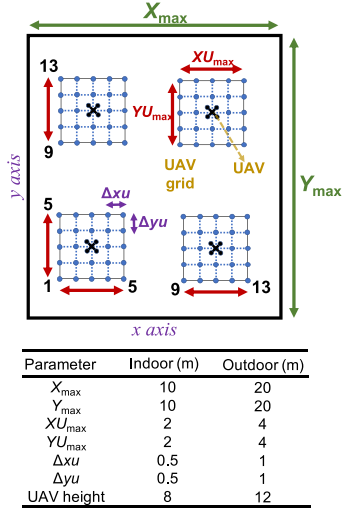 X_max
13
XU_max
YU_max
9
UAV
grid
UAV
Y_max
y axis
5
Δxu
Δyu
1
5
9
13
x axis
Parameter Indoor (m) Outdoor (m)
X_max 10 20
Y_max 10 20
XU_max 2 4
YU_max 2 4
Δxu 0.5 1
Δyu 0.5 1
UAV height 8 12